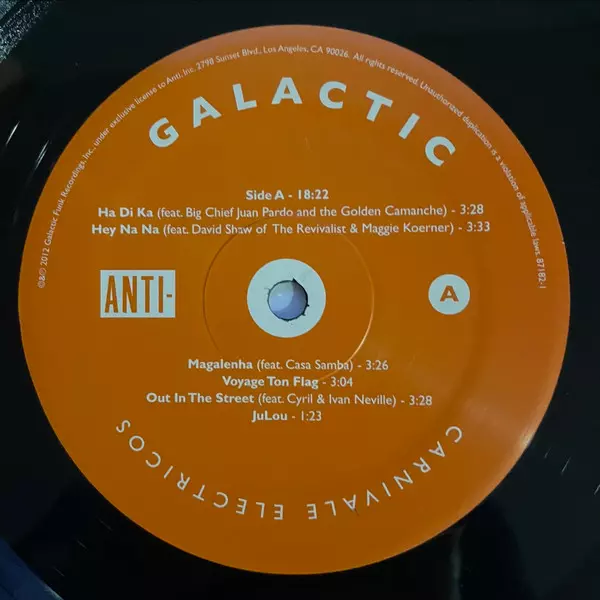 ©&℗ 2012 Galactic Funk Recordings, Inc., under exclusive license to Anti, Inc. 2798 Sunset Blvd., Los Angeles, CA 90026. All rights reserved. Unauthorized duplication is a violation of applicable laws. 87182-1
GALACTIC
Side A - 18:22
Ha Di Ka (feat. Big Chief Juan Pardo and the Golden Camanche) - 3:28
Hey Na Na (feat. David Shaw of The Revivalist & Maggie Koerner) - 3:33
ANTI-
A
Magalenha (feat. Casa Samba) - 3:26
Voyage Ton Flag - 3:04
Out In The Street (feat. Cyril & Ivan Neville) - 3:28
JuLou - 1:23
CARNIVALE ELECTRICOS